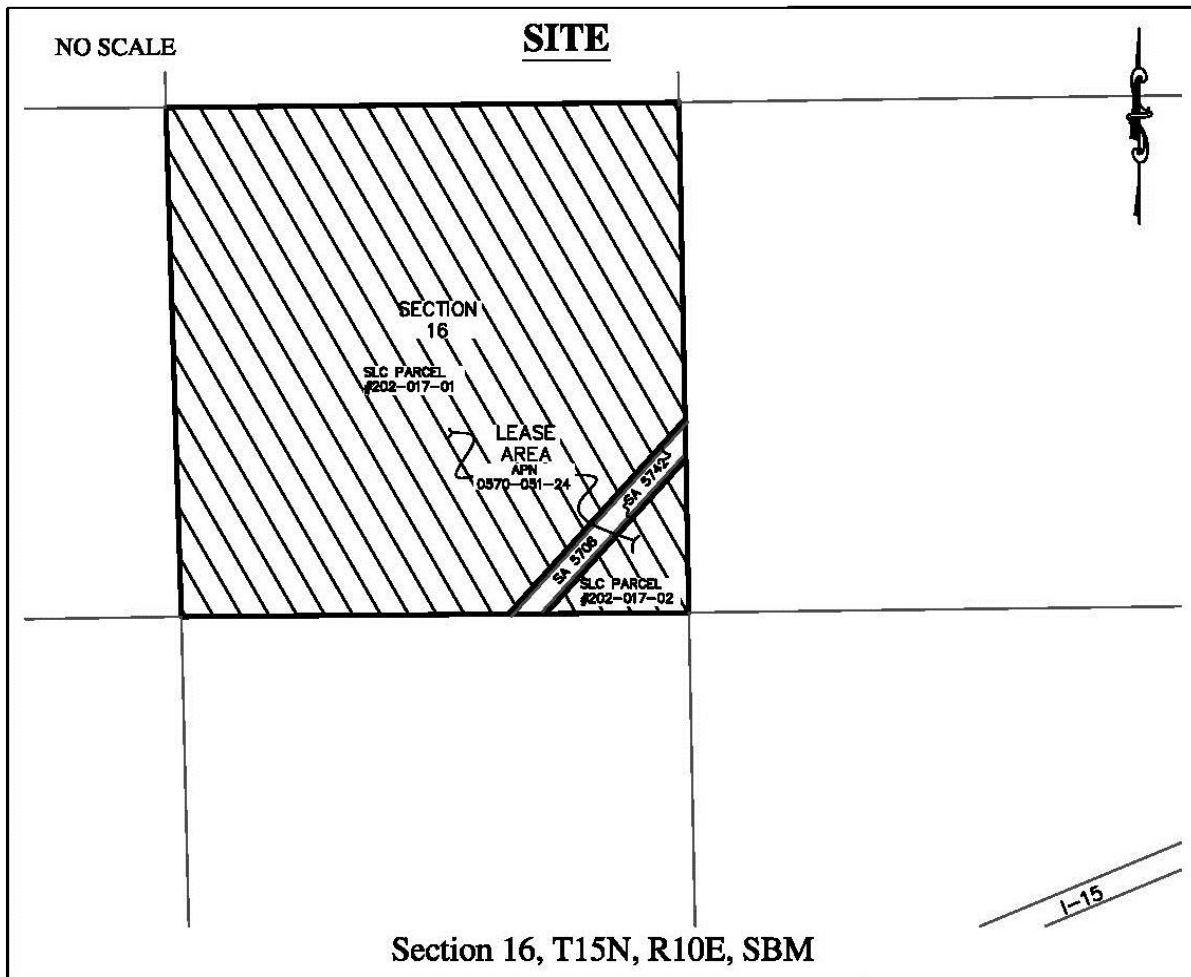 NO SCALE
SITE
SECTION
16
SLC PARCEL
#202-017-01
LEASE
AREA
APN
0570-051-24
SA 5742
SA 5708
SLC PARCEL
#202-017-02
I-15
Section 16, T15N, R10E, SBM